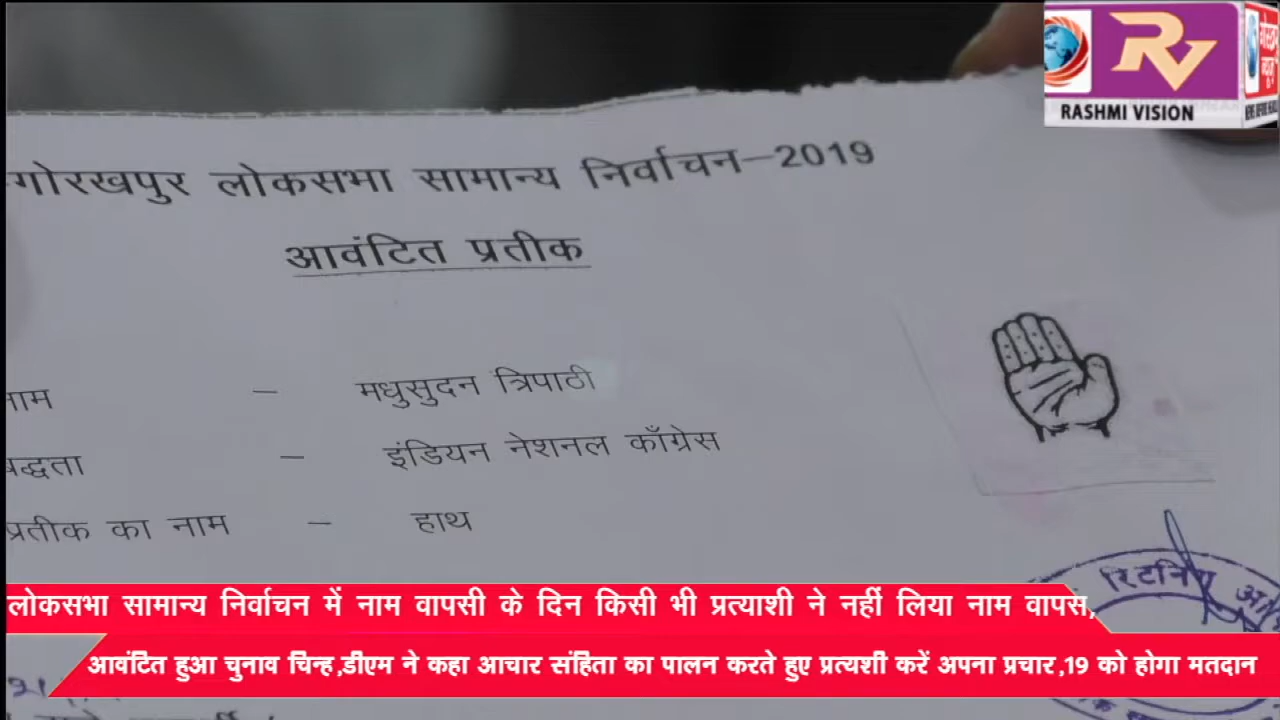 RASHMI VISION
गोरखपुर लोकसभा सामान्य निर्वाचन-2019
आवंटित प्रतीक
नाम - मधुसुदन त्रिपाठी
बद्धता - इंडियन नेशनल काँग्रेस
प्रतीक का नाम - हाथ
रिटर्निंग
लोकसभा सामान्य निर्वाचन में नाम वापसी के दिन किसी भी प्रत्याशी ने नहीं लिया नाम वापस,
आवंटित हुआ चुनाव चिन्ह,डीएम ने कहा आचार संहिता का पालन करते हुए प्रत्यशी करें अपना प्रचार,19 को होगा मतदान